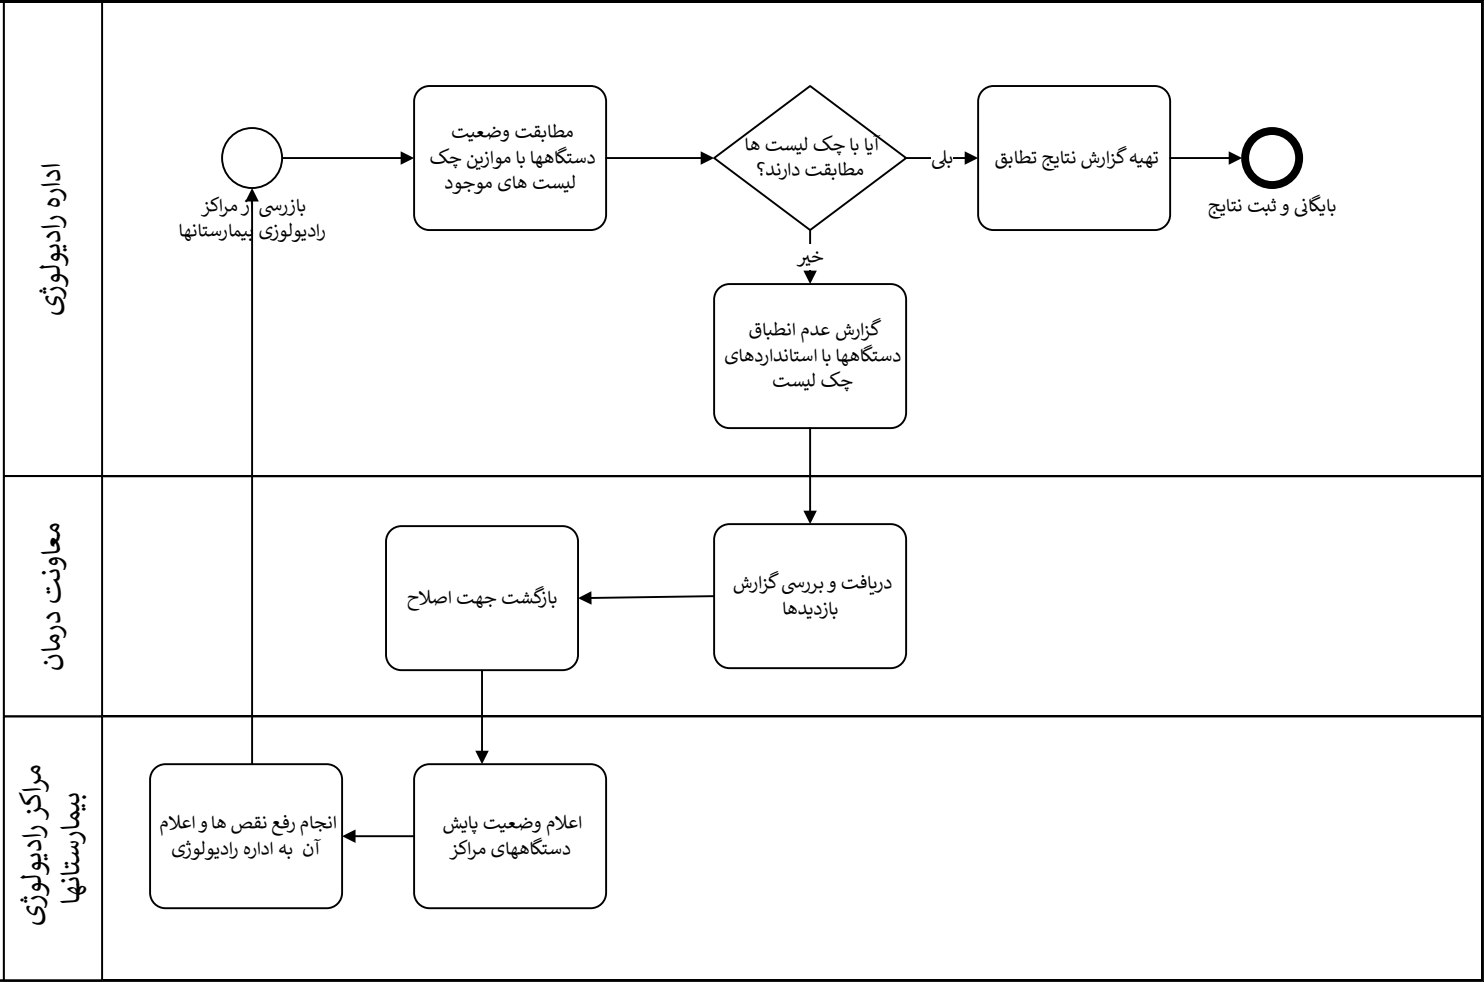 اداره رادیولوژی
بازرسی از مراکز
رادیولوزی بیمارستانها
مطابقت وضعیت
دستگاهها با موازین چک
لیست های موجود
آیا با چک لیست ها
مطابقت دارند؟
بلی
تهیه گزارش نتایج تطابق
بایگانی و ثبت نتایج
خیر
گزارش عدم انطباق
دستگاهها با استانداردهای
چک لیست
معاونت درمان
دریافت و بررسی گزارش
بازدیدها
بازگشت جهت اصلاح
مراکز رادیولوژی
بیمارستانها
اعلام وضعیت پایش
دستگاههای مراکز
انجام رفع نقص ها و اعلام
آن به اداره رادیولوژی